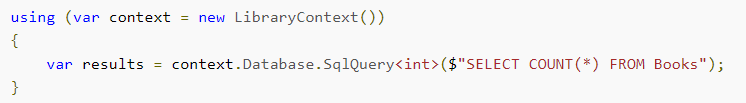 using (var context = new LibraryContext())
{
    var results = context.Database.SqlQuery<int>($"SELECT COUNT(*) FROM Books");
}